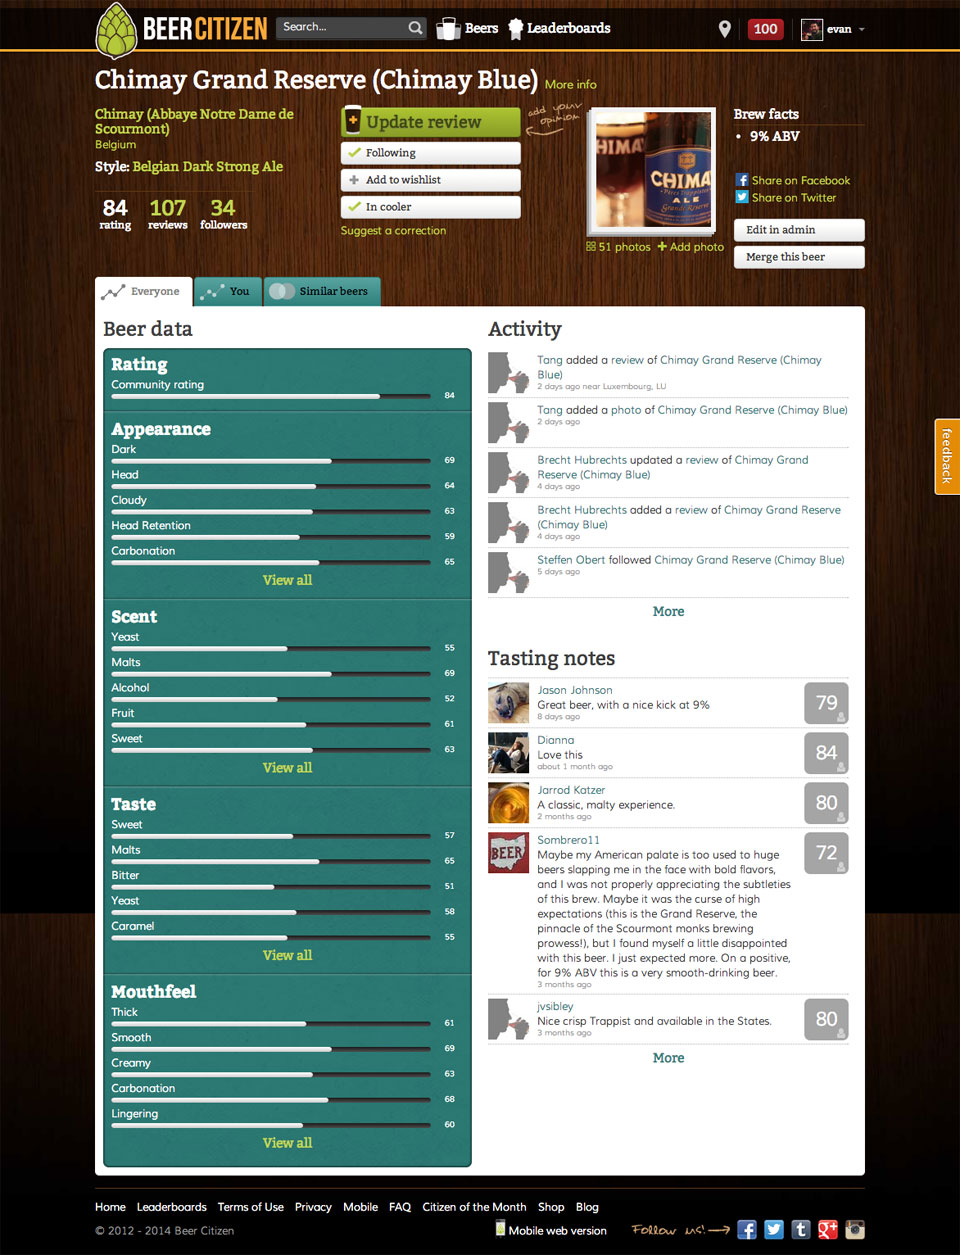 BEER CITIZEN
Search...
Beers
Leaderboards
100
evan
Chimay Grand Reserve (Chimay Blue) More info
Chimay (Abbaye Notre Dame de
Scourmont)
Belgium
Style: Belgian Dark Strong Ale
84 107 34
rating reviews followers
Update review
add your
opinion
Following
Add to wishlist
In cooler
Suggest a correction
CHIMAY
ALE
51 photos Add photo
Brew facts
• 9% ABV
Share on Facebook
Share on Twitter
Edit in admin
Merge this beer
Everyone
You
Similar beers
Beer data
Rating
Community rating
84
Appearance
Dark
69
Head
64
Cloudy
63
Head Retention
59
Carbonation
65
View all
Scent
Yeast
55
Malts
69
Alcohol
52
Fruit
61
Sweet
63
View all
Taste
Sweet
57
Malts
65
Bitter
51
Yeast
58
Caramel
55
View all
Mouthfeel
Thick
61
Smooth
69
Creamy
63
Carbonation
68
Lingering
60
View all
Activity
Tang added a review of Chimay Grand Reserve (Chimay
Blue)
2 days ago near Luxembourg, LU
Tang added a photo of Chimay Grand Reserve (Chimay Blue)
2 days ago
Brecht Hubrechts updated a review of Chimay Grand
Reserve (Chimay Blue)
4 days ago
Brecht Hubrechts added a review of Chimay Grand Reserve
(Chimay Blue)
4 days ago
Steffen Obert followed Chimay Grand Reserve (Chimay Blue)
5 days ago
More
Tasting notes
Jason Johnson
Great beer, with a nice kick at 9%
8 days ago
79
Dianna
Love this
about 1 month ago
84
Jarrod Katzer
A classic, malty experience.
2 months ago
80
BEER
Sombrero11
Maybe my American palate is too used to huge
beers slapping me in the face with bold flavors,
and I was not properly appreciating the subtleties
of this brew. Maybe it was the curse of high
expectations (this is the Grand Reserve, the
pinnacle of the Scourmont monks brewing
prowess!), but I found myself a little disappointed
with this beer. I just expected more. On a positive,
for 9% ABV this is a very smooth-drinking beer.
3 months ago
72
jvsibley
Nice crisp Trappist and available in the States.
3 months ago
80
More
feedback
Home Leaderboards Terms of Use Privacy Mobile FAQ Citizen of the Month Shop Blog
© 2012 - 2014 Beer Citizen
Mobile web version
Follow us!